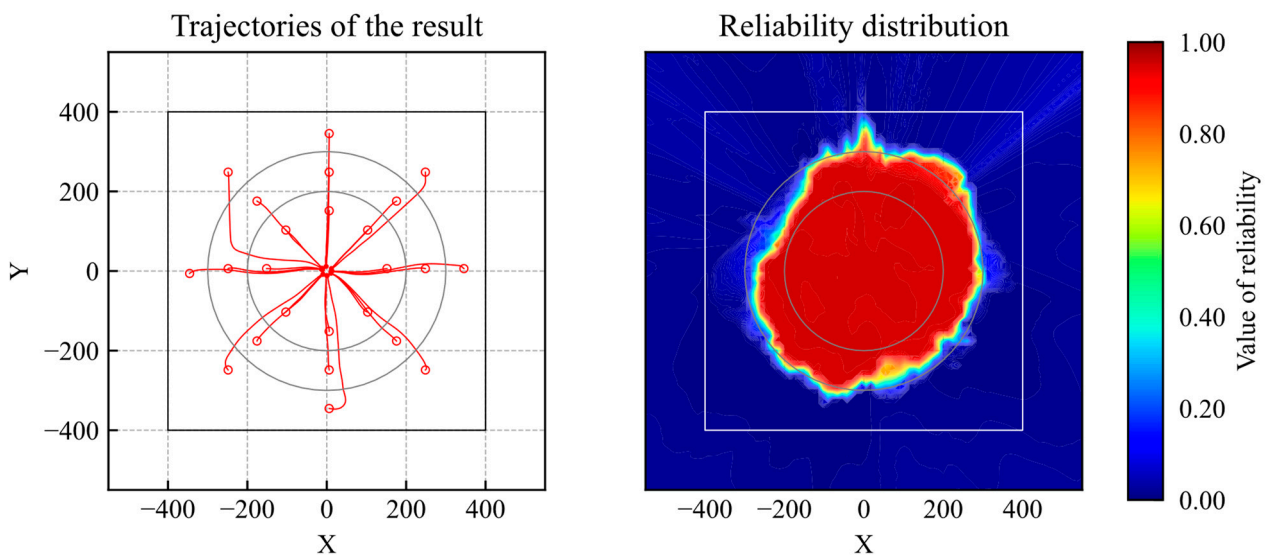 Trajectories of the result
400
200
0
−200
−400
Y
−400 −200 0 200 400
X
Reliability distribution
−400 −200 0 200 400
X
1.00
0.80
0.60
0.40
0.20
0.00
Value of reliability